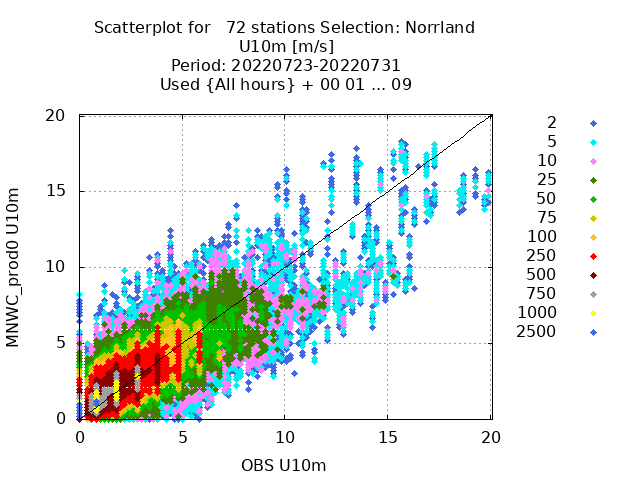 Scatterplot for   72 stations Selection: Norrland
U10m [m/s]
Period: 20220723-20220731
Used {All hours} + 00 01 ... 09
MNWC_prod0 U10m
20
15
10
5
0
0 5 10 15 20
OBS U10m
2
5
10
25
50
75
100
250
500
750
1000
2500